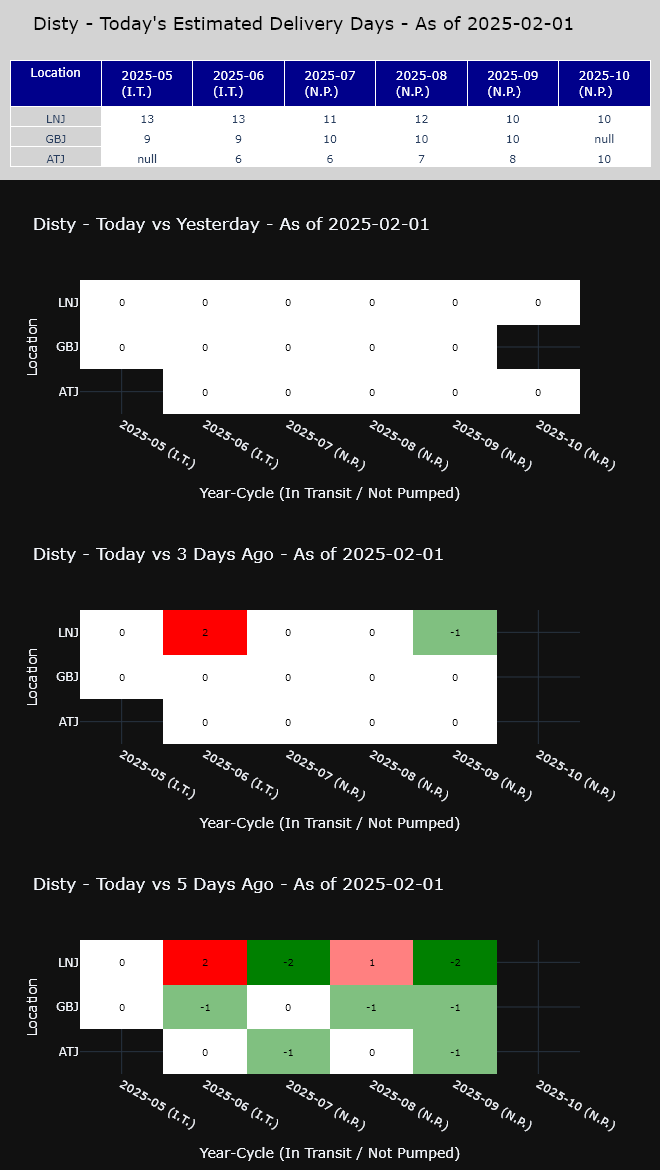 Disty - Today's Estimated Delivery Days - As of 2025-02-01
Location 2025-05 (I.T.) 2025-06 (I.T.) 2025-07 (N.P.) 2025-08 (N.P.) 2025-09 (N.P.) 2025-10 (N.P.)
LNJ 13 13 11 12 10 10
GBJ 9 9 10 10 10 null
ATJ null 6 6 7 8 10
Disty - Today vs Yesterday - As of 2025-02-01
Location
LNJ 0 0 0 0 0 0
GBJ 0 0 0 0 0
ATJ 0 0 0 0 0
2025-05 (I.T.) 2025-06 (I.T.) 2025-07 (N.P.) 2025-08 (N.P.) 2025-09 (N.P.) 2025-10 (N.P.)
Year-Cycle (In Transit / Not Pumped)
Disty - Today vs 3 Days Ago - As of 2025-02-01
Location
LNJ 0 2 0 0 -1
GBJ 0 0 0 0 0
ATJ 0 0 0 0
2025-05 (I.T.) 2025-06 (I.T.) 2025-07 (N.P.) 2025-08 (N.P.) 2025-09 (N.P.) 2025-10 (N.P.)
Year-Cycle (In Transit / Not Pumped)
Disty - Today vs 5 Days Ago - As of 2025-02-01
Location
LNJ 0 2 -2 1 -2
GBJ 0 -1 0 -1 -1
ATJ 0 -1 0 -1
2025-05 (I.T.) 2025-06 (I.T.) 2025-07 (N.P.) 2025-08 (N.P.) 2025-09 (N.P.) 2025-10 (N.P.)
Year-Cycle (In Transit / Not Pumped)